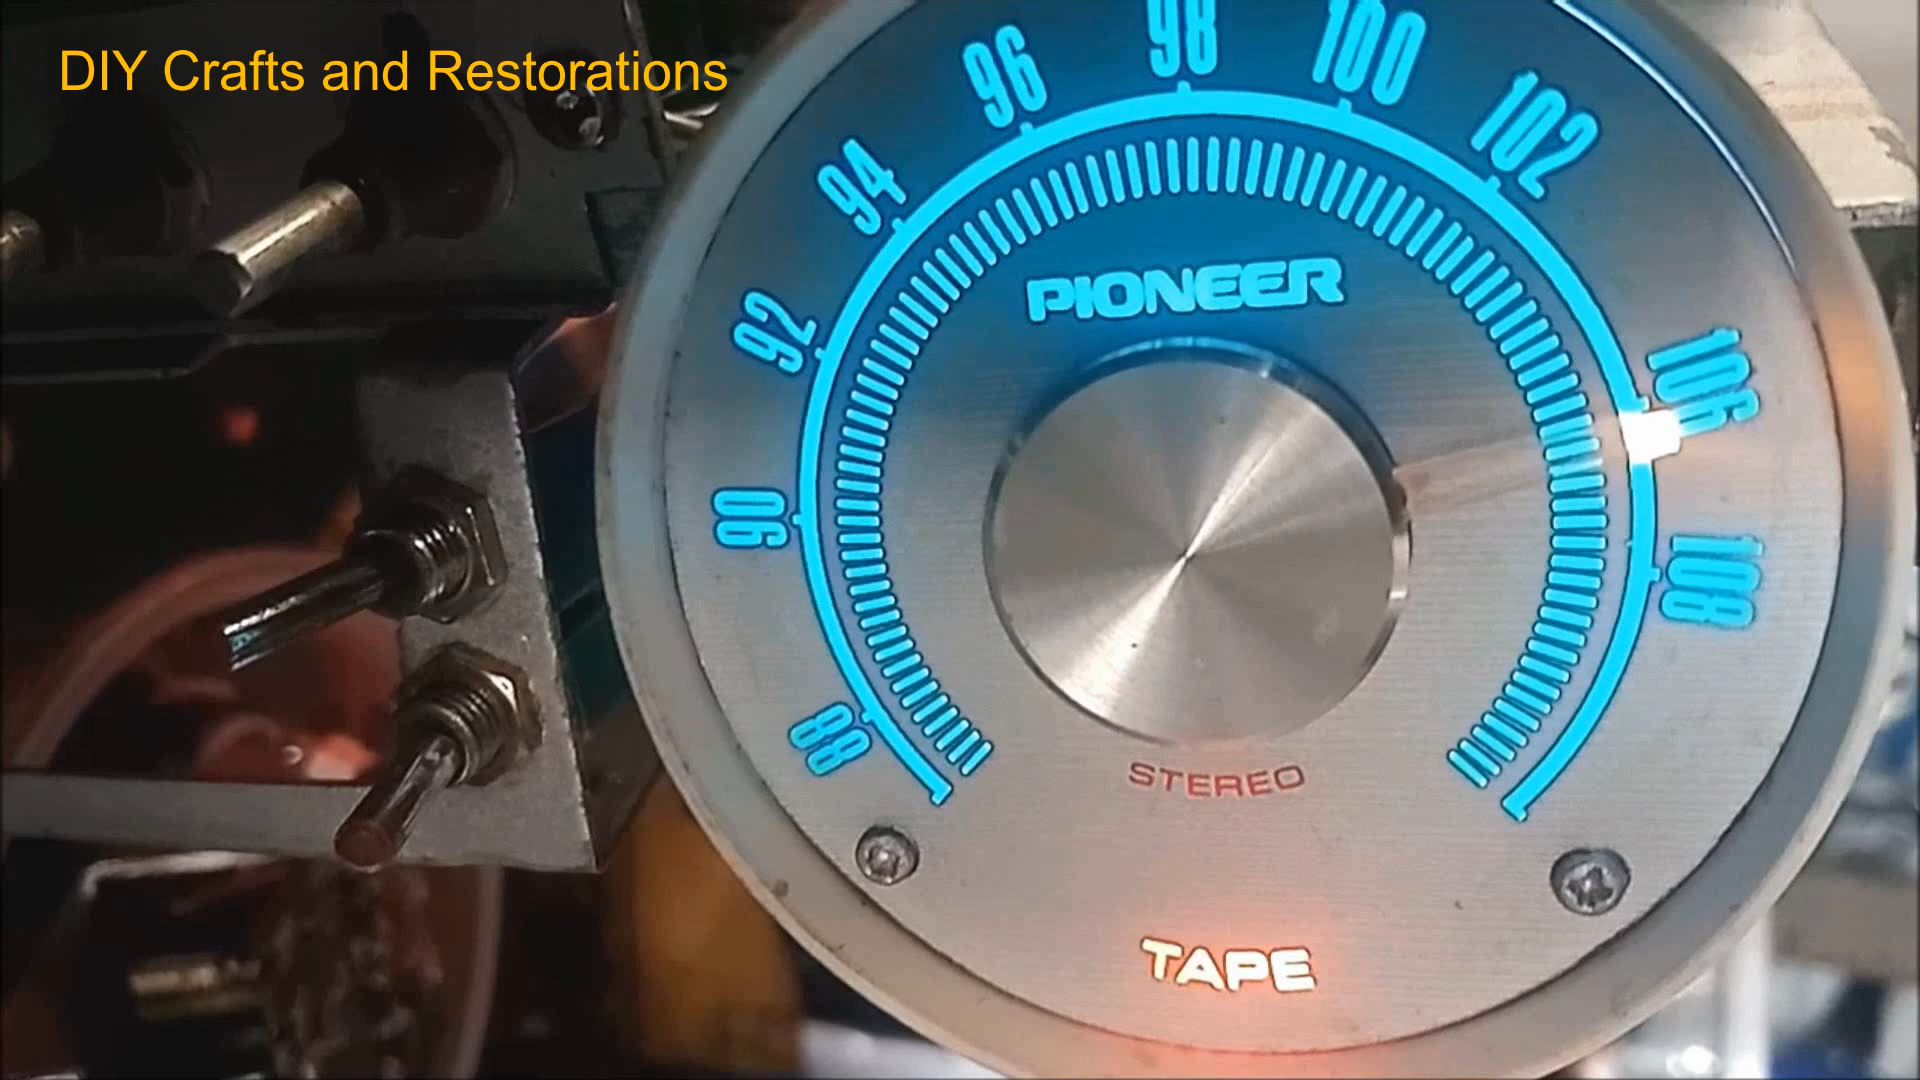 DIY Crafts and Restorations
88
90
92
94
96
98
100
102
106
108
PIONEER
STEREO
TAPE